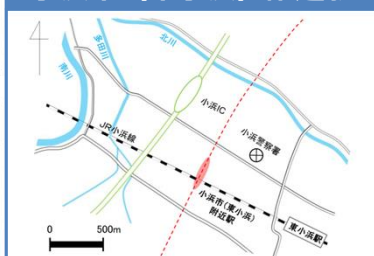 北川
多田川
南川
小浜IC
JR小浜線
小浜警察署
小浜市(東小浜)
附近駅
東小浜駅
0 500m